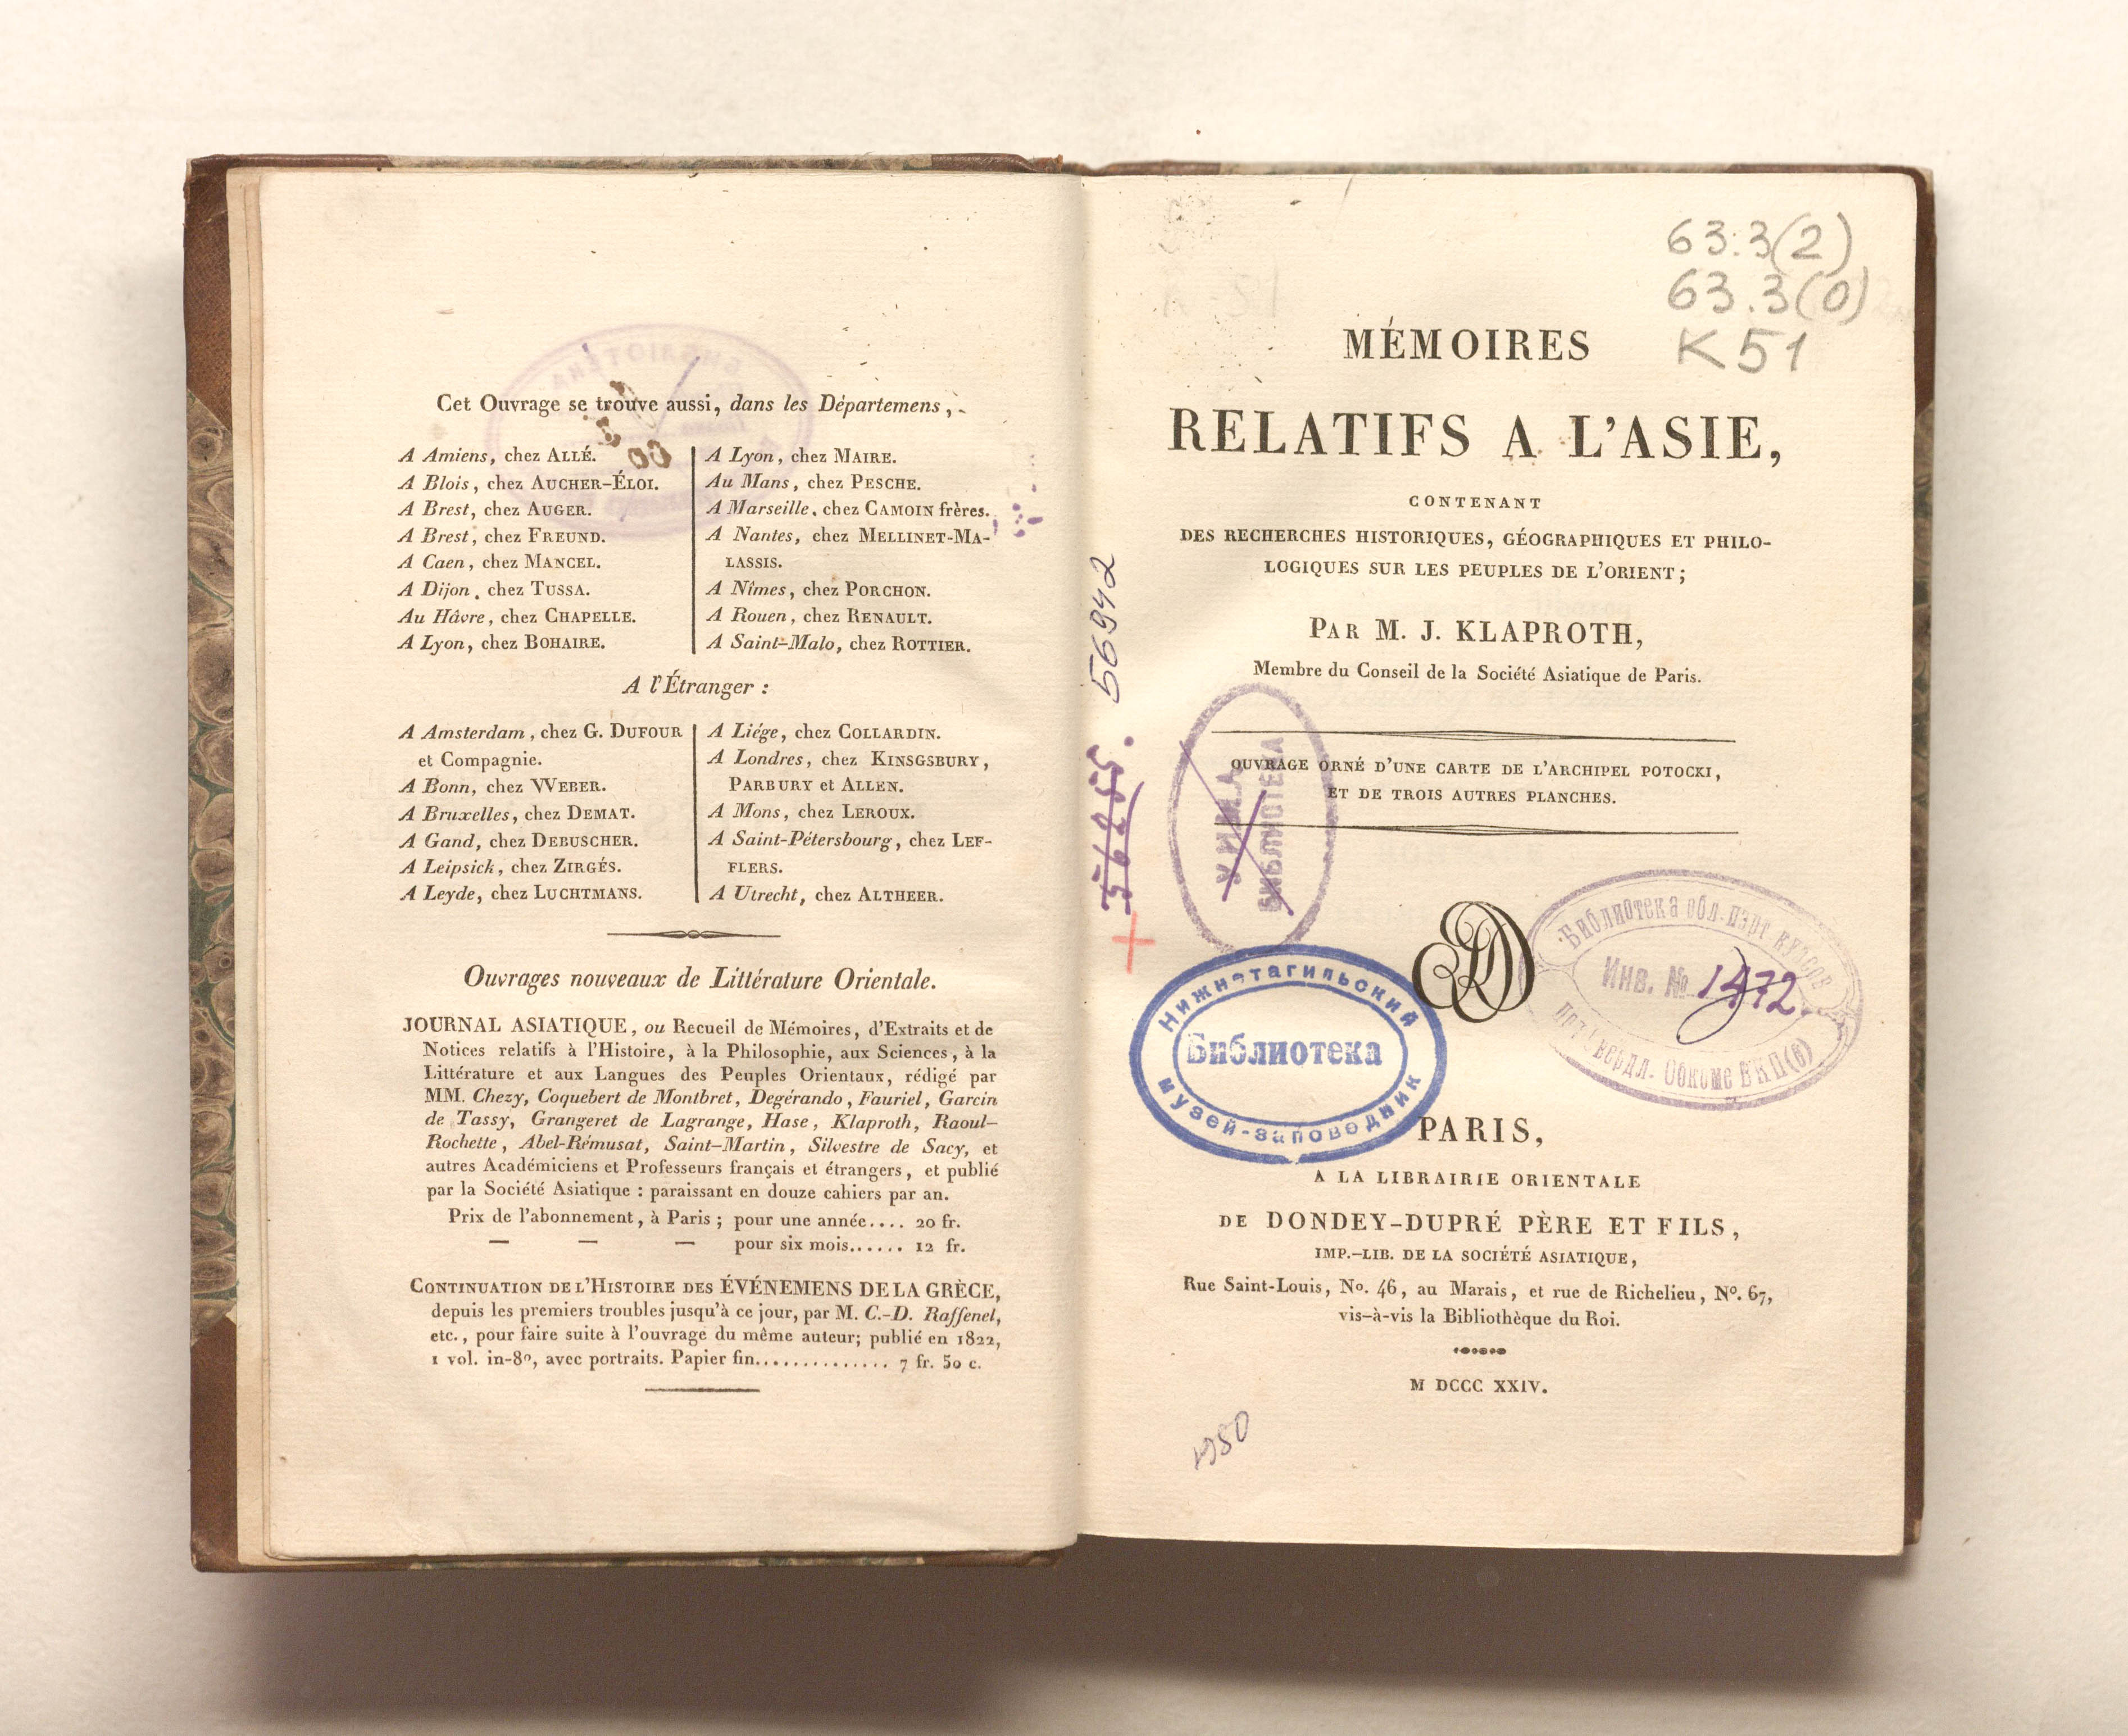 Cet Ouvrage se trouve aussi, dans les Départemens,
A Amiens, chez ALLÉ.
A Blois, chez AUCHER-ÉLOI.
A Brest, chez AUGER.
A Brest, chez FREUND.
A Caen, chez MANCEL.
A Dijon, chez TUSSA.
Au Hâvre, chez CHAPELLE.
A Lyon, chez BOHAIRE.
A Lyon, chez MAIRE.
Au Mans, chez PESCHE.
A Marseille, chez CAMOIN frères.
A Nantes, chez MELLINET-MA-
LASSIS.
A Nîmes, chez PORCHON.
A Rouen, chez RENAULT.
A Saint-Malo, chez ROTTIER.
A l'Étranger :
A Amsterdam, chez G. DUFOUR
et Compagnie.
A Bonn, chez WEBER.
A Bruxelles, chez DEMAT.
A Gand, chez DEBUSCHER.
A Leipsick, chez ZIRGÉS.
A Leyde, chez LUCHTMANS.
A Liége, chez COLLARDIN.
A Londres, chez KINSGSBURY,
PARBURY et ALLEN.
A Mons, chez LEROUX.
A Saint-Pétersbourg, chez LEF-
FLERS.
A Utrecht, chez ALTHEER.
Ouvrages nouveaux de Littérature Orientale.
JOURNAL ASIATIQUE, ou Recueil de Mémoires, d'Extraits et de
Notices relatifs à l'Histoire, à la Philosophie, aux Sciences, à la
Littérature et aux Langues des Peuples Orientaux, rédigé par
MM. Chezy, Coquebert de Montbret, Degérando, Fauriel, Garcin
de Tassy, Grangeret de Lagrange, Hase, Klaproth, Raoul-
Rochette, Abel-Rémusat, Saint-Martin, Silvestre de Sacy, et
autres Académiciens et Professeurs français et étrangers, et publié
par la Société Asiatique : paraissant en douze cahiers par an.
Prix de l'abonnement, à Paris ; pour une année.... 20 fr.
— — — pour six mois...... 12 fr.
CONTINUATION DE L'HISTOIRE DES ÉVÉNEMENS DE LA GRÈCE,
depuis les premiers troubles jusqu'à ce jour, par M. C.-D. Raffenel,
etc., pour faire suite à l'ouvrage du même auteur; publié en 1822,
1 vol. in-8o, avec portraits. Papier fin.............. 7 fr. 50 c.
63.3(2)
63.3(0)
K 51
MÉMOIRES
RELATIFS A L'ASIE,
CONTENANT
DES RECHERCHES HISTORIQUES, GÉOGRAPHIQUES ET PHILO-
LOGIQUES SUR LES PEUPLES DE L'ORIENT;
PAR M. J. KLAPROTH,
Membre du Conseil de la Société Asiatique de Paris.
56942
56255.
OUVRAGE ORNÉ D'UNE CARTE DE L'ARCHIPEL POTOCKI,
ET DE TROIS AUTRES PLANCHES.
БИБЛИОТЕКА
Библиотека обл. парт курсов
Инв. № 1472
при Свердл. Обкоме ВКП(б)
Нижнетагильский
Библиотека
музей-заповедник
PARIS,
A LA LIBRAIRIE ORIENTALE
DE DONDEY-DUPRÉ PÈRE ET FILS,
IMP.-LIB. DE LA SOCIÉTÉ ASIATIQUE,
Rue Saint-Louis, No. 46, au Marais, et rue de Richelieu, No. 67,
vis-à-vis la Bibliothèque du Roi.
M DCCC XXIV.
1950